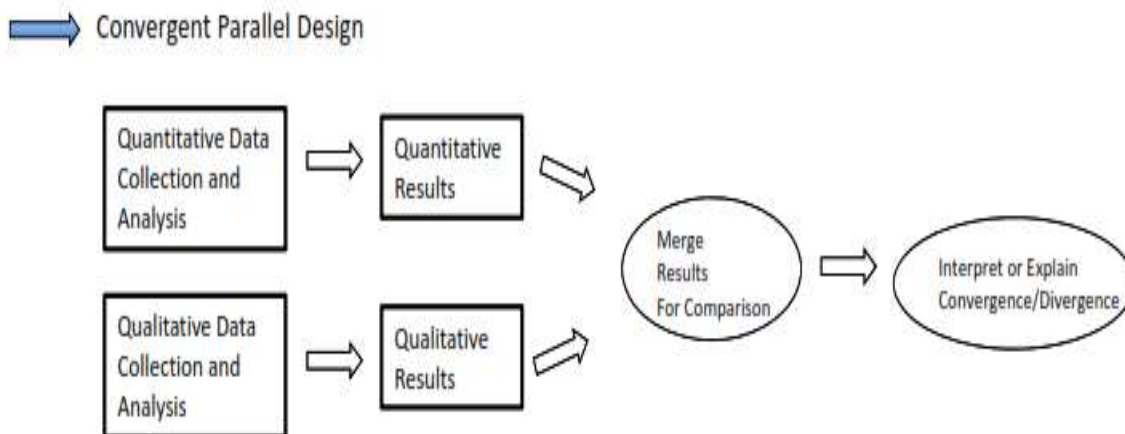 Convergent Parallel Design
Quantitative Data
Collection and
Analysis
Quantitative
Results
Qualitative Data
Collection and
Analysis
Qualitative
Results
Merge
Results
For Comparison
Interpret or Explain
Convergence/Divergence